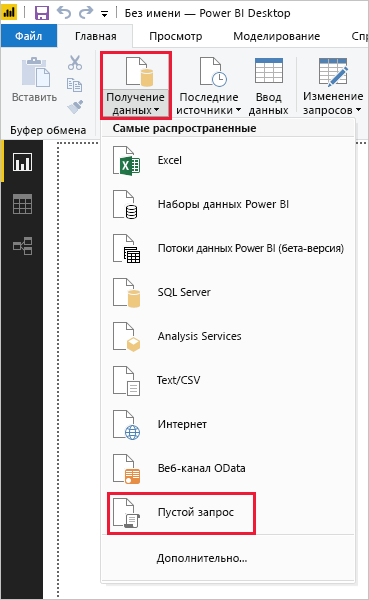 Без имени — Power BI Desktop
Файл Главная Просмотр Моделирование Спр
Вставить
Получение данных
Последние источники
Ввод данных
Изменение запросов
Буфер обмена
Самые распространенные
Excel
Наборы данных Power BI
Потоки данных Power BI (бета-версия)
SQL Server
Analysis Services
Text/CSV
Интернет
Веб-канал OData
Пустой запрос
Дополнительно...